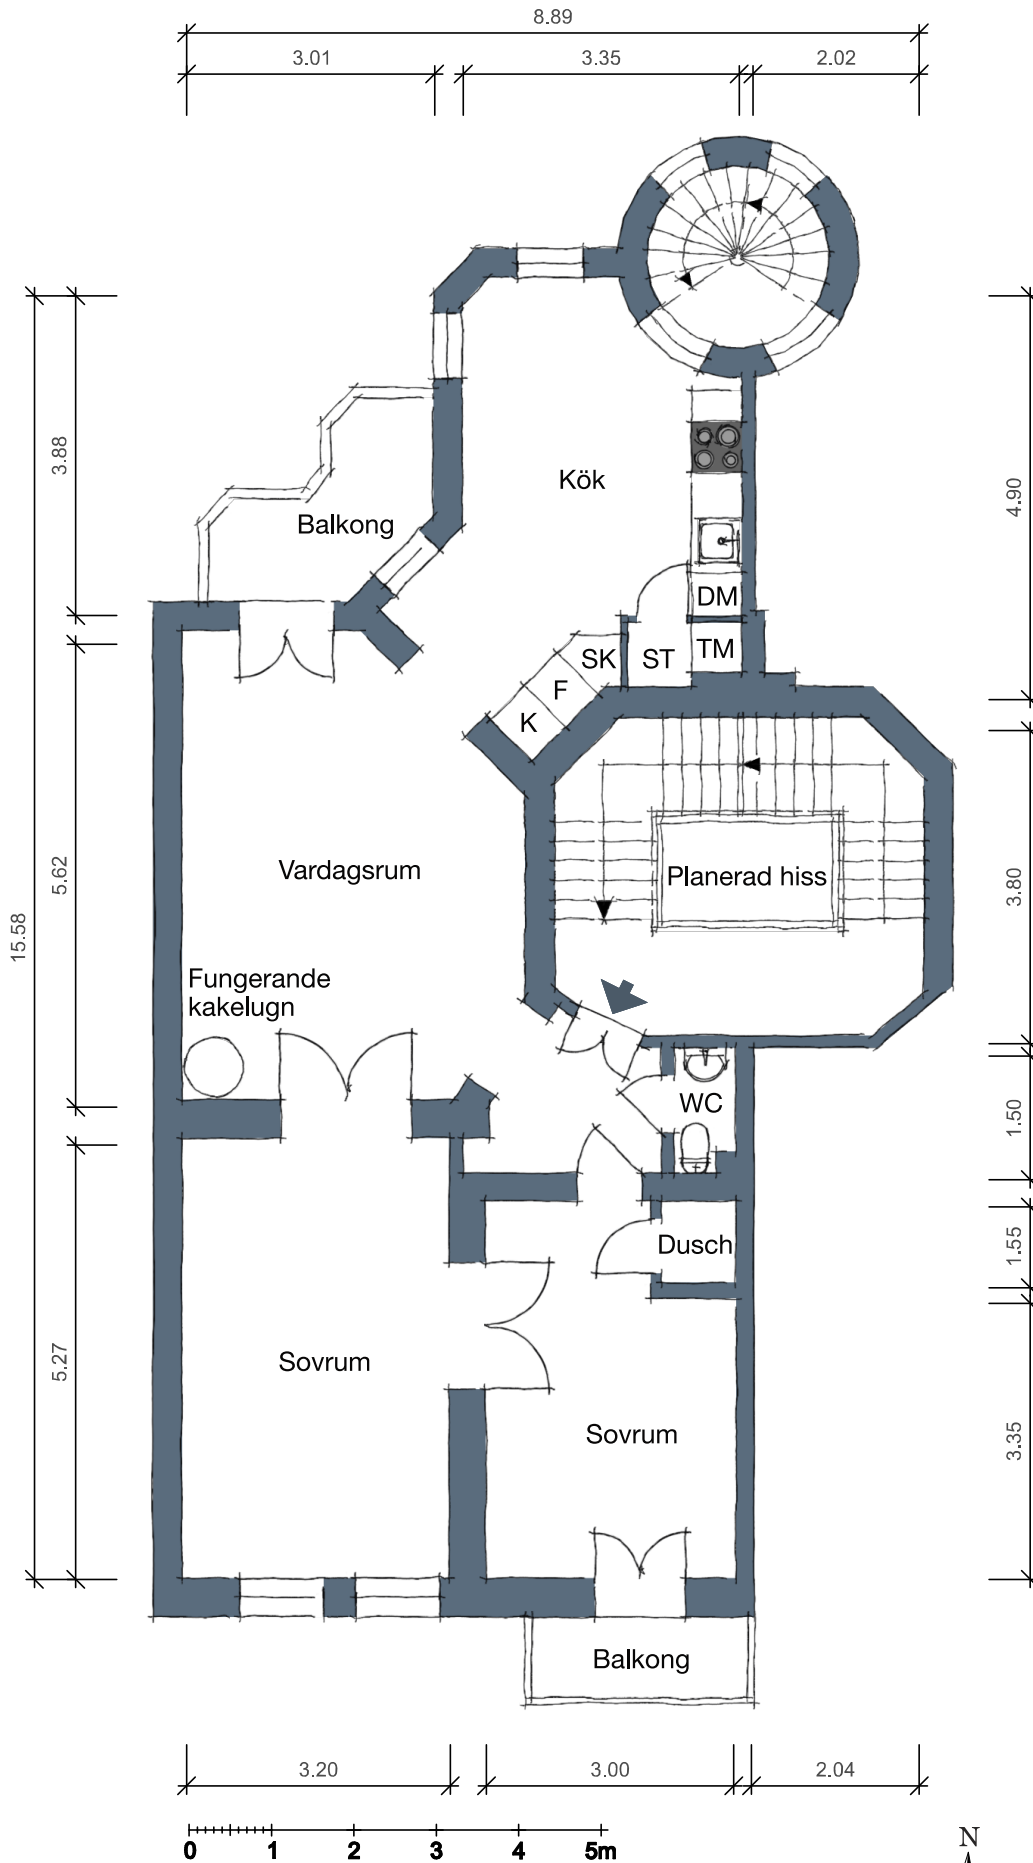 8.89
3.01 3.35 2.02
3.88
4.90
Kök
Balkong
DM
SK ST TM
F
K
5.62
Vardagsrum
Planerad hiss
3.80
15.58
Fungerande
kakelugn
WC
1.50
Dusch
1.55
5.27
Sovrum
Sovrum
3.35
Balkong
3.20 3.00 2.04
0 1 2 3 4 5m
N